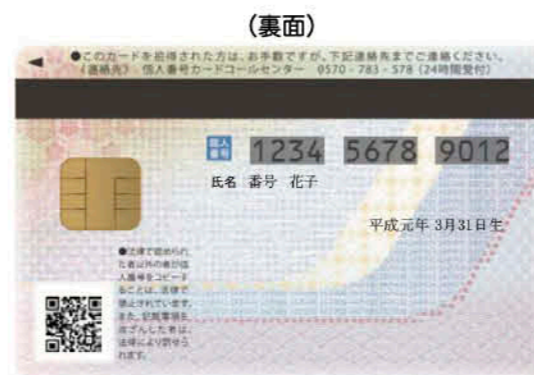 （裏面）
●このカードを拾得された方は、お手数ですが、下記連絡先までご連絡ください。
（連絡先） 個人番号カードコールセンター 0570-783-578（24時間受付）
個人
番号 1234 5678 9012
氏名 番号 花子
平成元年 3月31日生
●法律で認められ
た者以外の者が個
人番号をコピーす
ることは、法律で
禁止されています。
また、記載事項を
改ざんした者は、
法律により罰せら
れます。